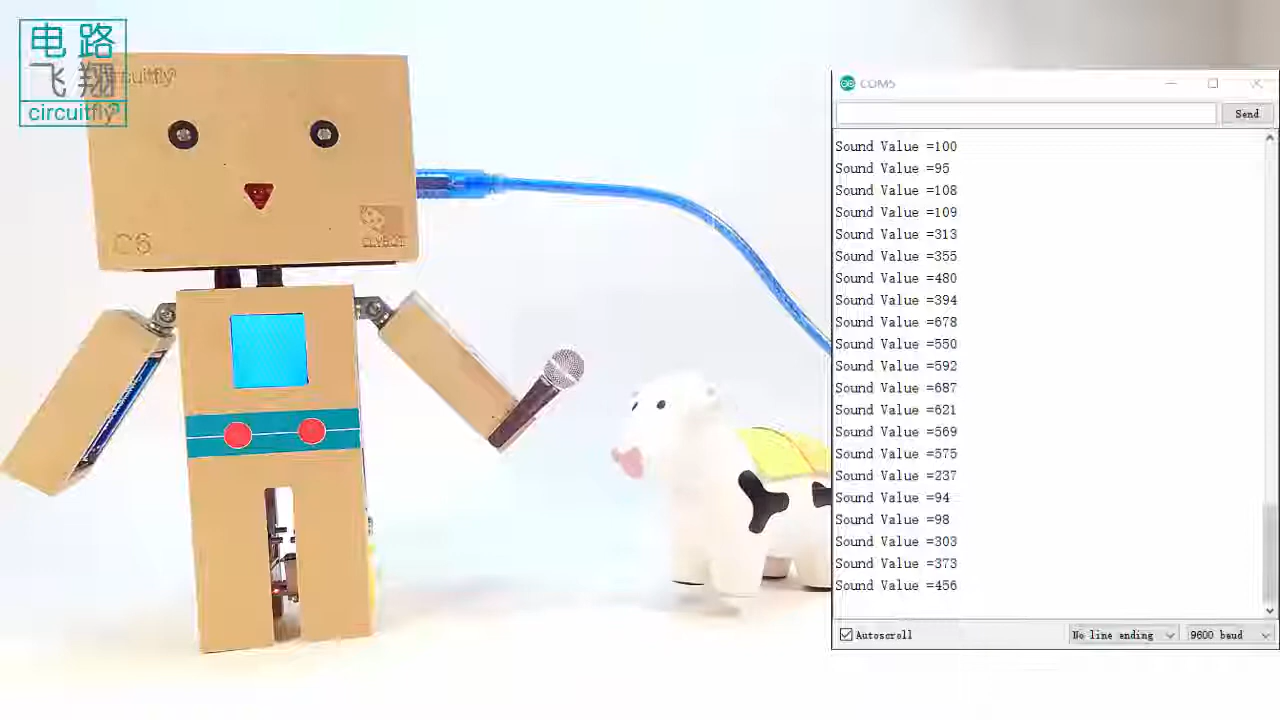 电路
飞翔
circuitfly
C6
CLYBOT
COM5
Send
Sound Value =100
Sound Value =95
Sound Value =108
Sound Value =109
Sound Value =313
Sound Value =355
Sound Value =480
Sound Value =394
Sound Value =678
Sound Value =550
Sound Value =592
Sound Value =687
Sound Value =621
Sound Value =569
Sound Value =575
Sound Value =237
Sound Value =94
Sound Value =98
Sound Value =303
Sound Value =373
Sound Value =456
Autoscroll
No line ending
9600 baud